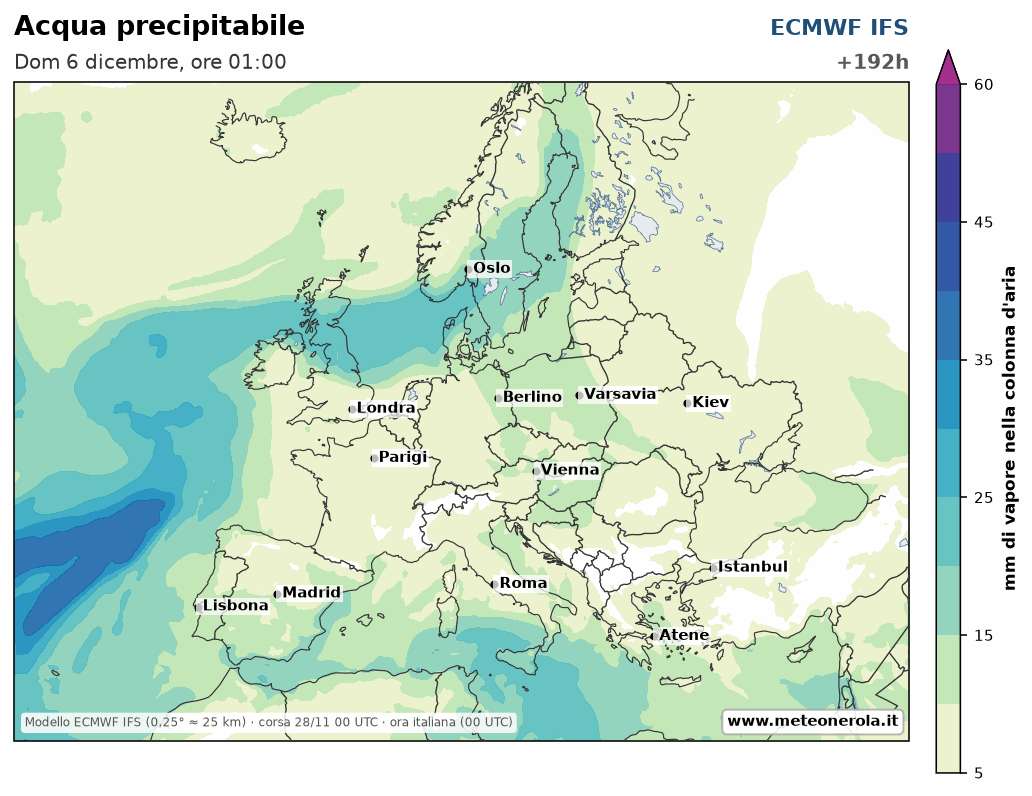 Acqua precipitabile
ECMWF IFS
Dom 6 dicembre, ore 01:00
+192h
60
45
35
25
15
5
mm di vapore nella colonna d'aria
Oslo
Berlino
Varsavia
Kiev
Londra
Parigi
Vienna
Istanbul
Roma
Madrid
Lisbona
Atene
Modello ECMWF IFS (0,25° ≈ 25 km) · corsa 28/11 00 UTC · ora italiana (00 UTC)
www.meteonerola.it